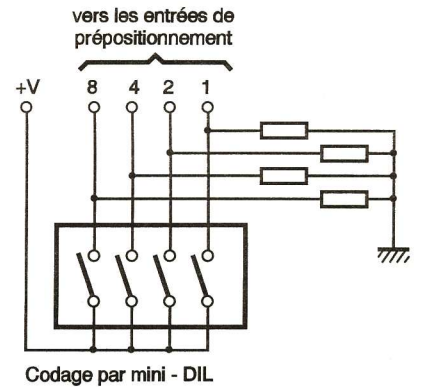 vers les entrées de
prépositionnement
+V 8 4 2 1
Codage par mini - DIL